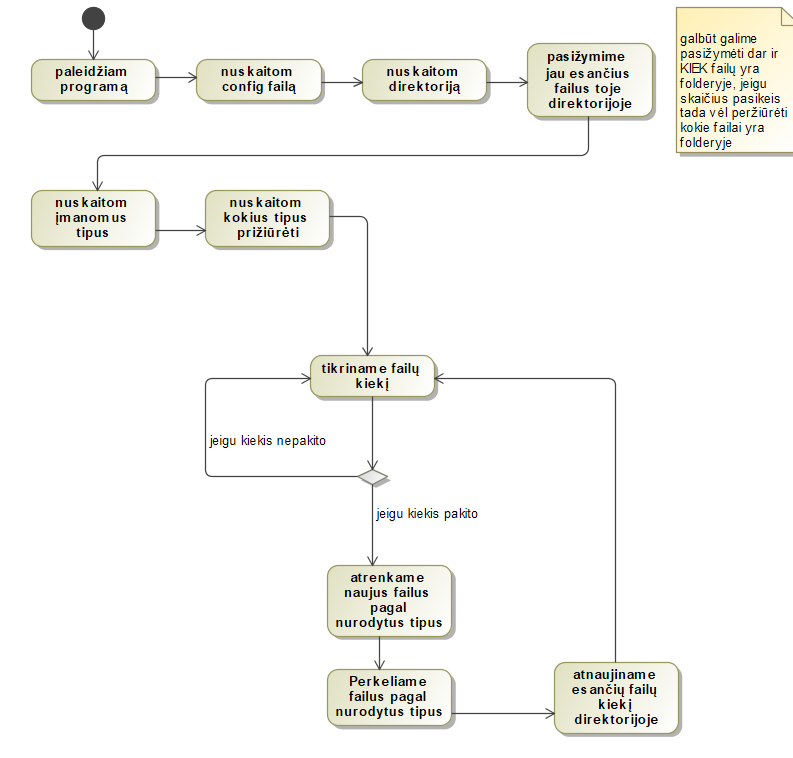 paleidžiam
programą
nuskaitom
config failą
nuskaitom
direktoriją
pasižymime
jau esančius
failus toje
direktorijoje
galbūt galime
pasižymėti dar ir
KIEK failų yra
folderyje, jeigu
skaičius pasikeis
tada vėl peržiūrėti
kokie failai yra
folderyje
nuskaitom
įmanomus
tipus
nuskaitom
kokius tipus
prižiūrėti
tikriname failų
kiekį
jeigu kiekis nepakito
jeigu kiekis pakito
atrenkame
naujus failus
pagal
nurodytus tipus
Perkeliame
failus pagal
nurodytus tipus
atnaujiname
esančių failų
kiekį
direktorijoje